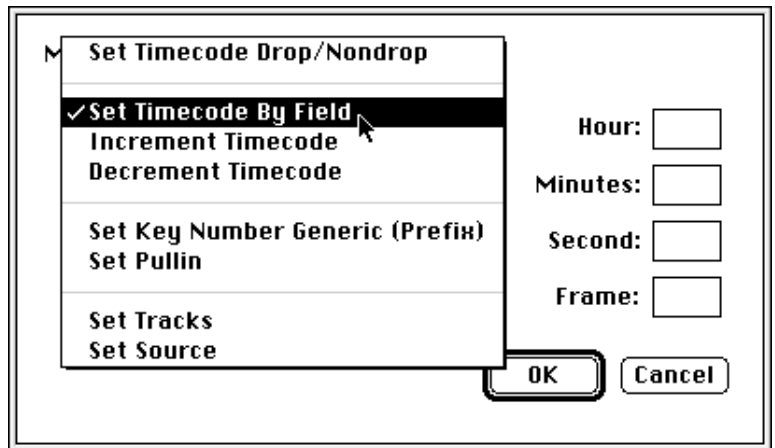 M
Set Timecode Drop/Nondrop
✓Set Timecode By Field
Increment Timecode
Decrement Timecode
Set Key Number Generic (Prefix)
Set Pullin
Set Tracks
Set Source
Hour:
Minutes:
Second:
Frame:
OK
Cancel